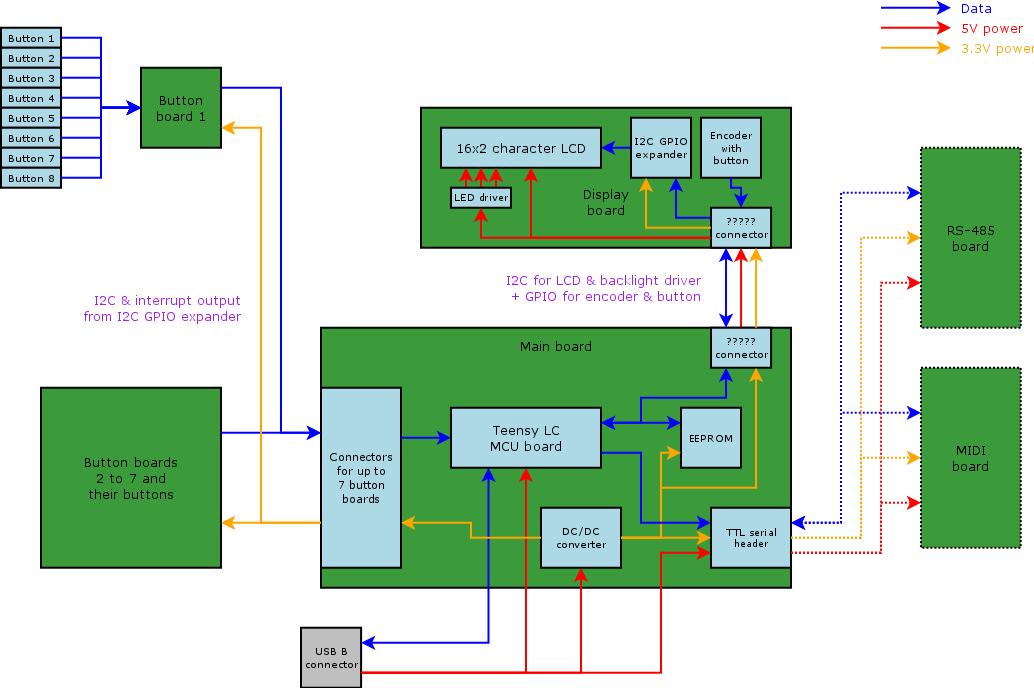 Data
5V power
3.3V power
Button 1
Button 2
Button 3
Button 4
Button 5
Button 6
Button 7
Button 8
Button
board 1
16x2 character LCD
I2C GPIO
expander
Encoder
with
button
LED driver
Display
board
?????
connector
RS-485
board
I2C & interrupt output
from I2C GPIO expander
I2C for LCD & backlight driver
+ GPIO for encoder & button
Main board
?????
connector
Button boards
2 to 7 and
their buttons
Connectors
for up to
7 button
boards
Teensy LC
MCU board
EEPROM
MIDI
board
DC/DC
converter
TTL serial
header
USB B
connector